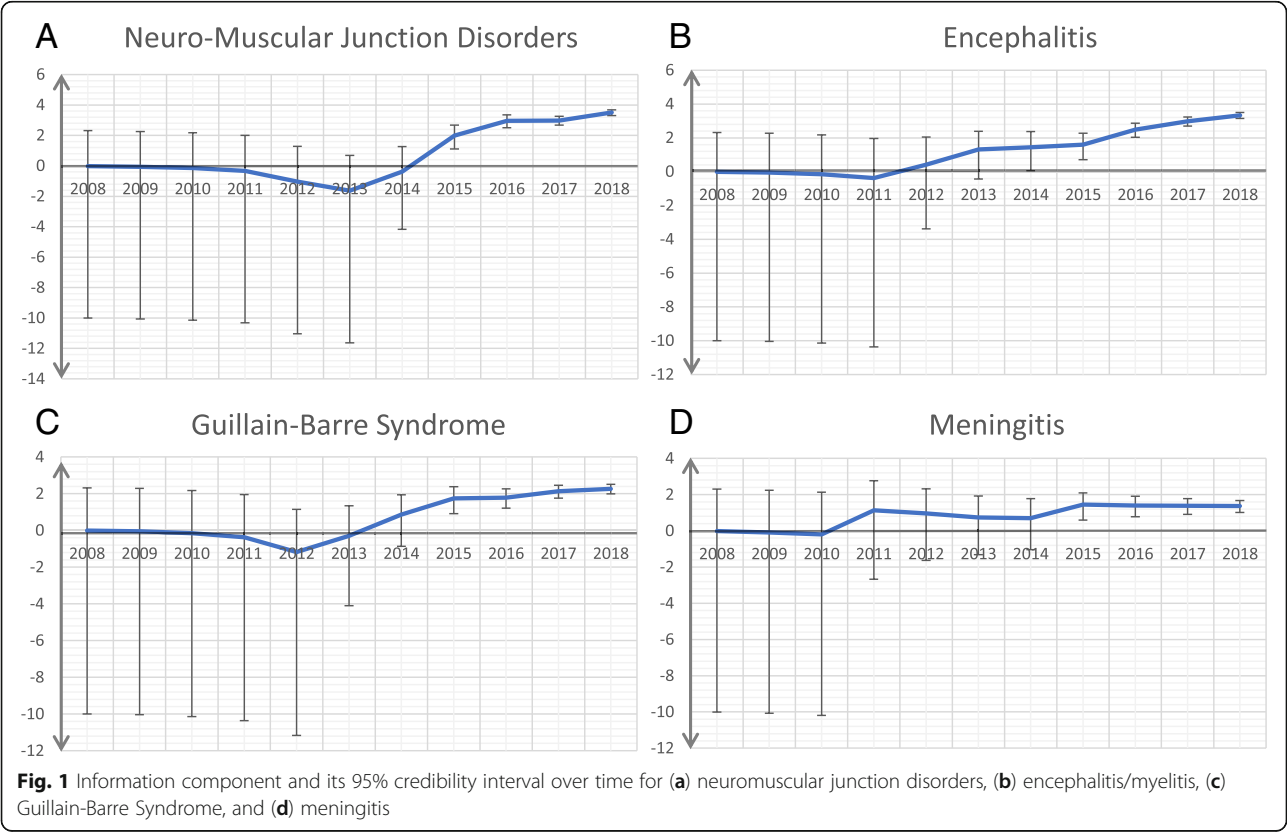 A
Neuro-Muscular Junction Disorders
6
4
2
0
-2
-4
-6
-8
-10
-12
-14
2008 2009 2010 2011 2012 2013 2014 2015 2016 2017 2018
B
Encephalitis
6
4
2
0
-2
-4
-6
-8
-10
-12
2008 2009 2010 2011 2012 2013 2014 2015 2016 2017 2018
C
Guillain-Barre Syndrome
4
2
0
-2
-4
-6
-8
-10
-12
2008 2009 2010 2011 2012 2013 2014 2015 2016 2017 2018
D
Meningitis
4
2
0
-2
-4
-6
-8
-10
-12
2008 2009 2010 2011 2012 2013 2014 2015 2016 2017 2018
Fig. 1 Information component and its 95% credibility interval over time for (a) neuromuscular junction disorders, (b) encephalitis/myelitis, (c)
Guillain-Barre Syndrome, and (d) meningitis